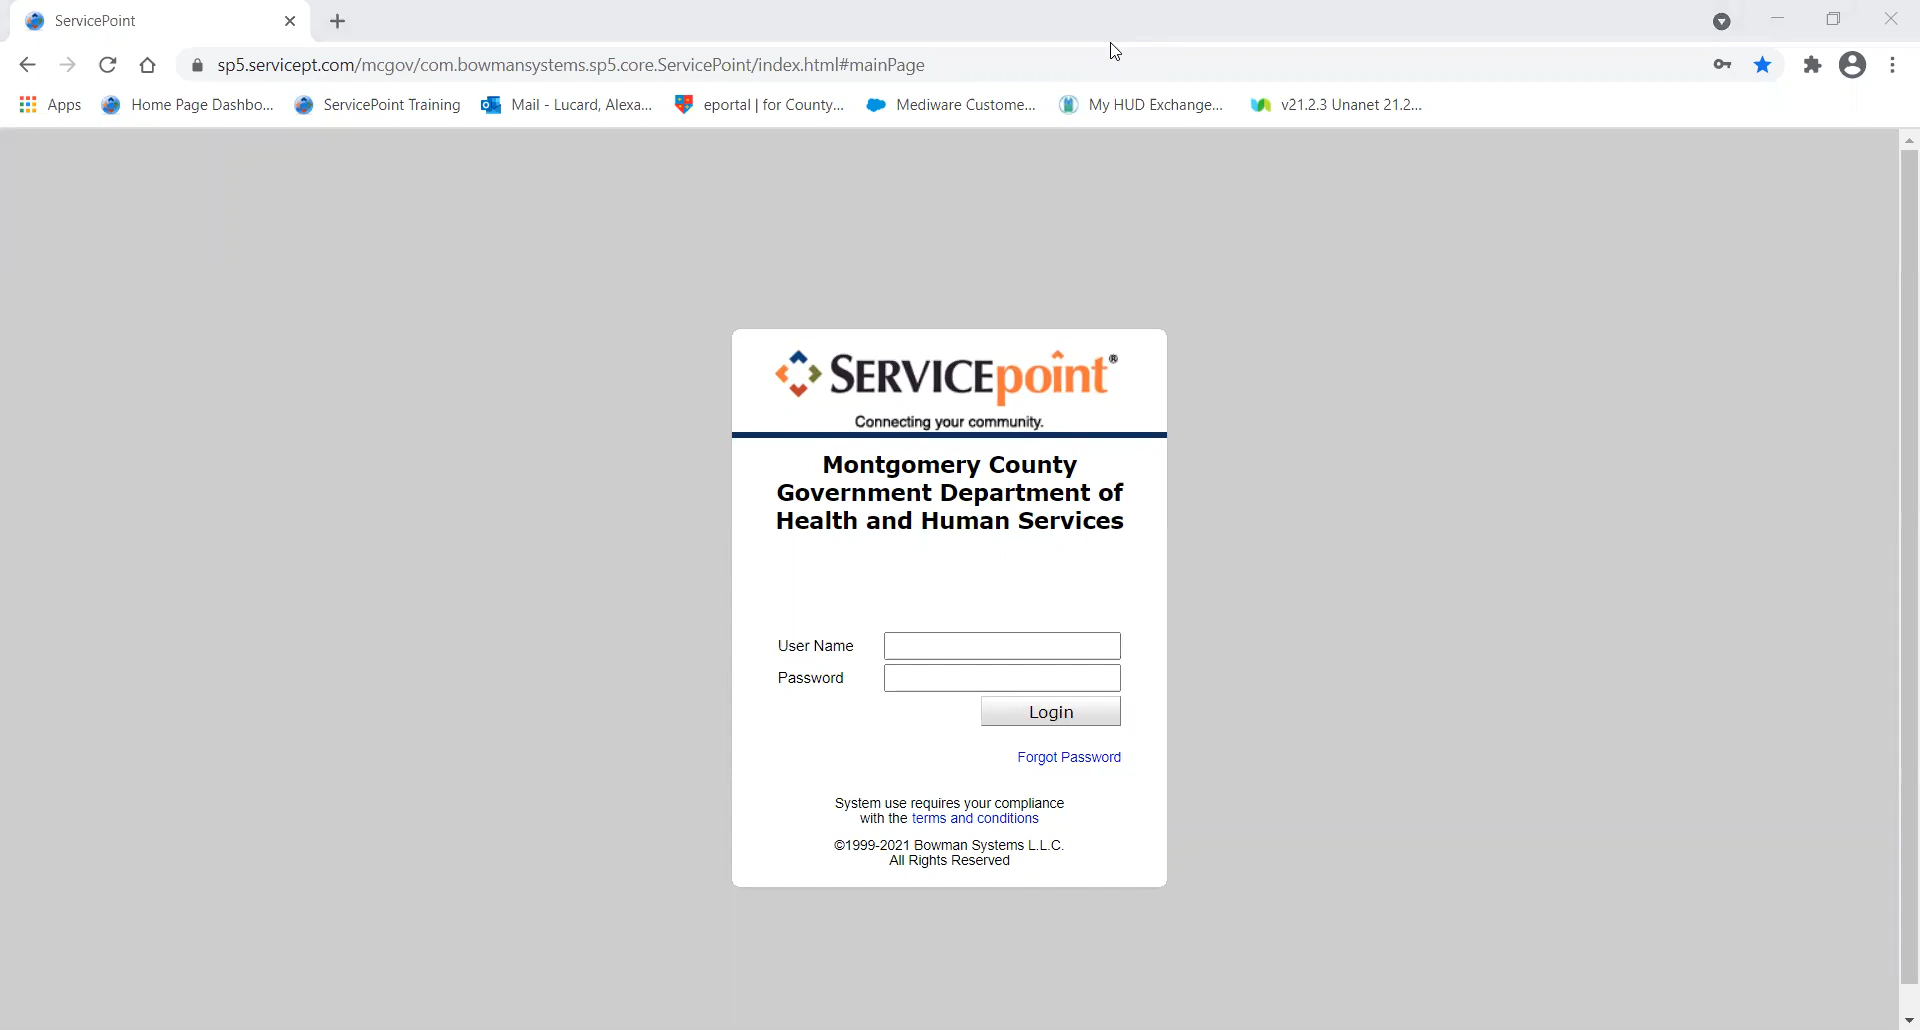 ServicePoint
sp5.servicept.com/mcgov/com.bowmansystems.sp5.core.ServicePoint/index.html#mainPage
Apps Home Page Dashbo... ServicePoint Training Mail - Lucard, Alexa... eportal | for County... Mediware Custome... My HUD Exchange... v21.2.3 Unanet 21.2...
SERVICEpoint®
Connecting your community.
Montgomery County
Government Department of
Health and Human Services
User Name
Password
Login
Forgot Password
System use requires your compliance
with the terms and conditions
©1999-2021 Bowman Systems L.L.C.
All Rights Reserved